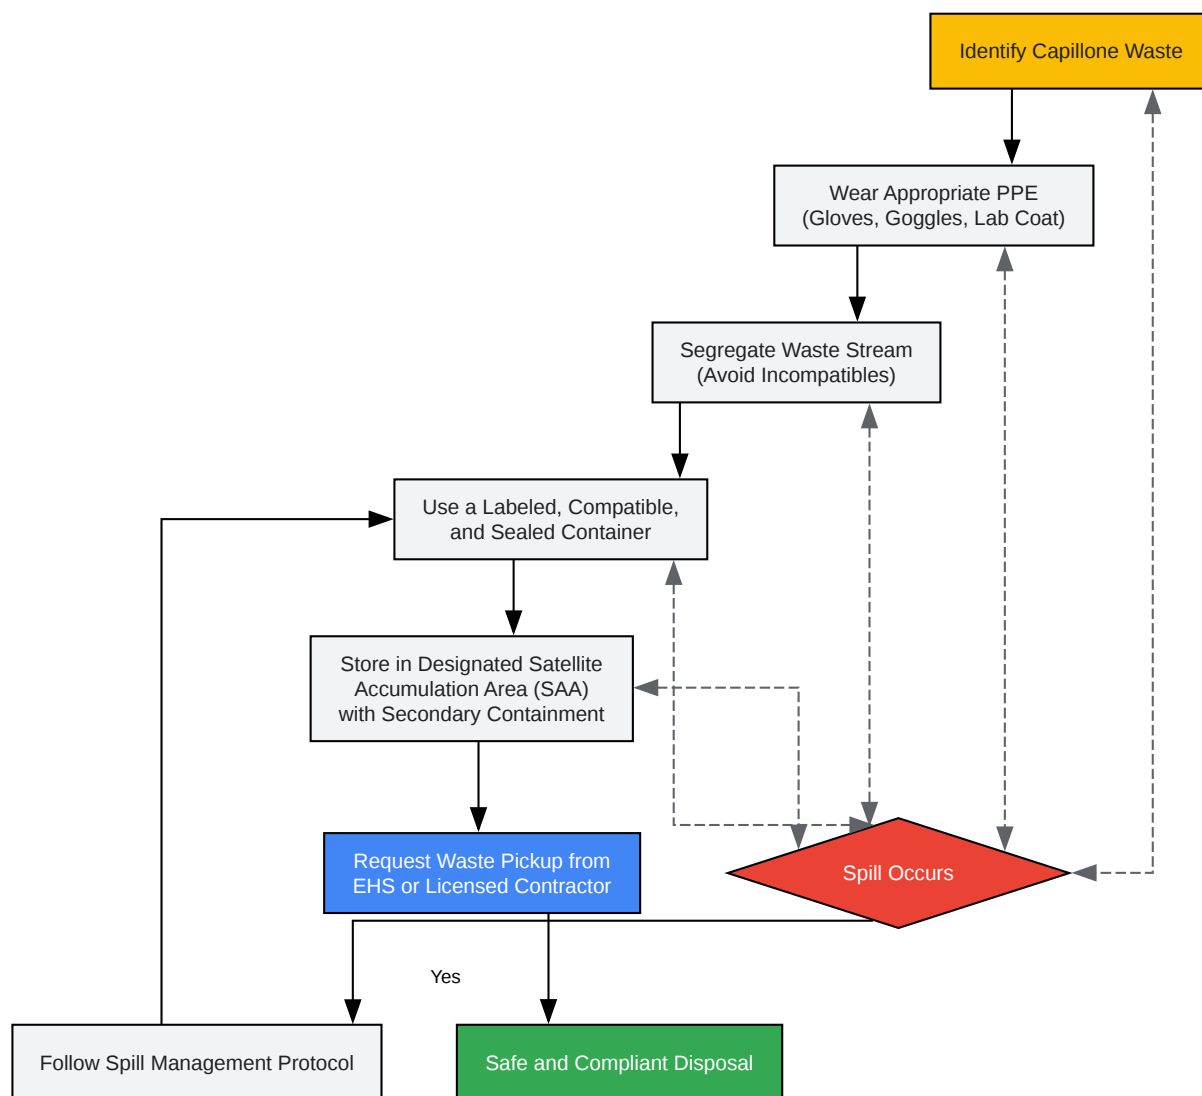 Identify Capillone Waste
Wear Appropriate PPE
(Gloves, Goggles, Lab Coat)
Segregate Waste Stream
(Avoid Incompatibles)
Use a Labeled, Compatible,
and Sealed Container
Store in Designated Satellite
Accumulation Area (SAA)
with Secondary Containment
Request Waste Pickup from
EHS or Licensed Contractor
Spill Occurs
Yes
Follow Spill Management Protocol
Safe and Compliant Disposal